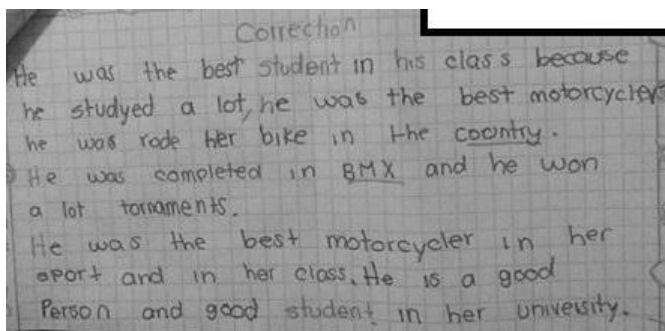 Correction
He was the best student in his class because
he studyed a lot, he was the best motorcycler
he was rode her bike in the country.
He was completed in BMX and he won
a lot tornaments.
He was the best motorcycler in her
sport and in her class. He is a good
Person and good student in her university.